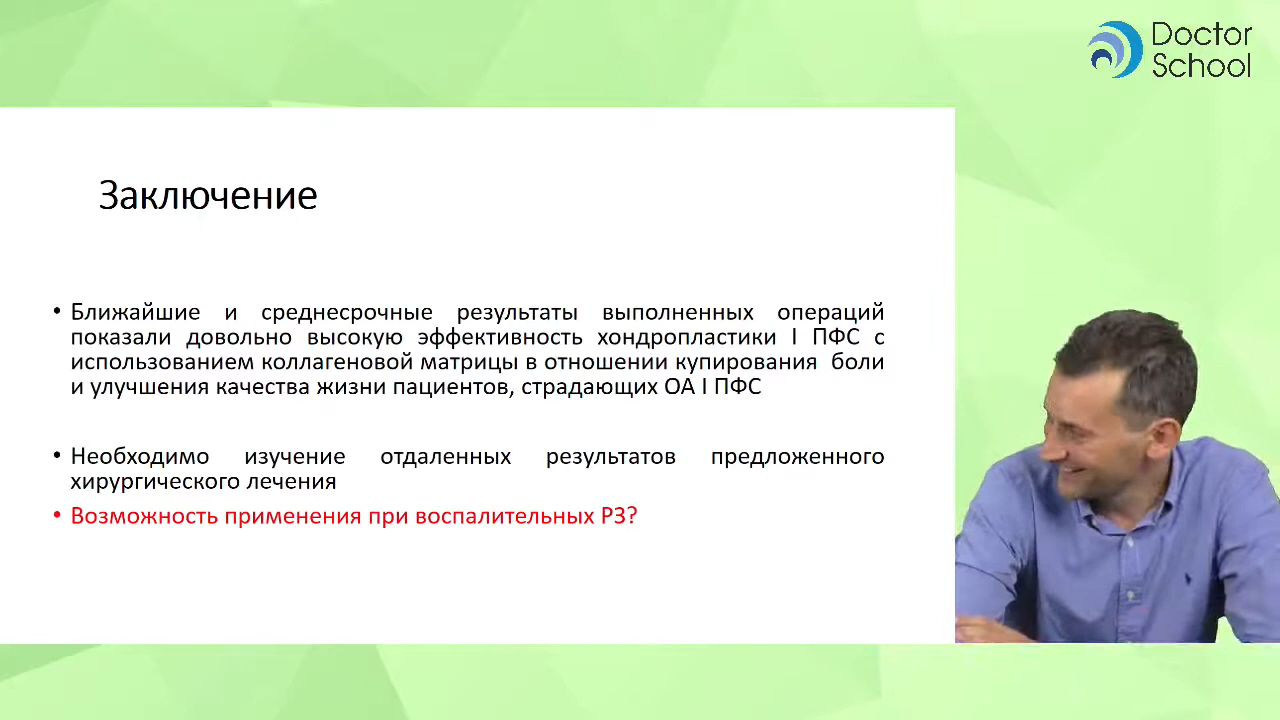 Doctor
School
Заключение
• Ближайшие и среднесрочные результаты выполненных операций
показали довольно высокую эффективность хондропластики I ПФС с
использованием коллагеновой матрицы в отношении купирования боли
и улучшения качества жизни пациентов, страдающих ОА I ПФС
• Необходимо изучение отдаленных результатов предложенного
хирургического лечения
• Возможность применения при воспалительных РЗ?